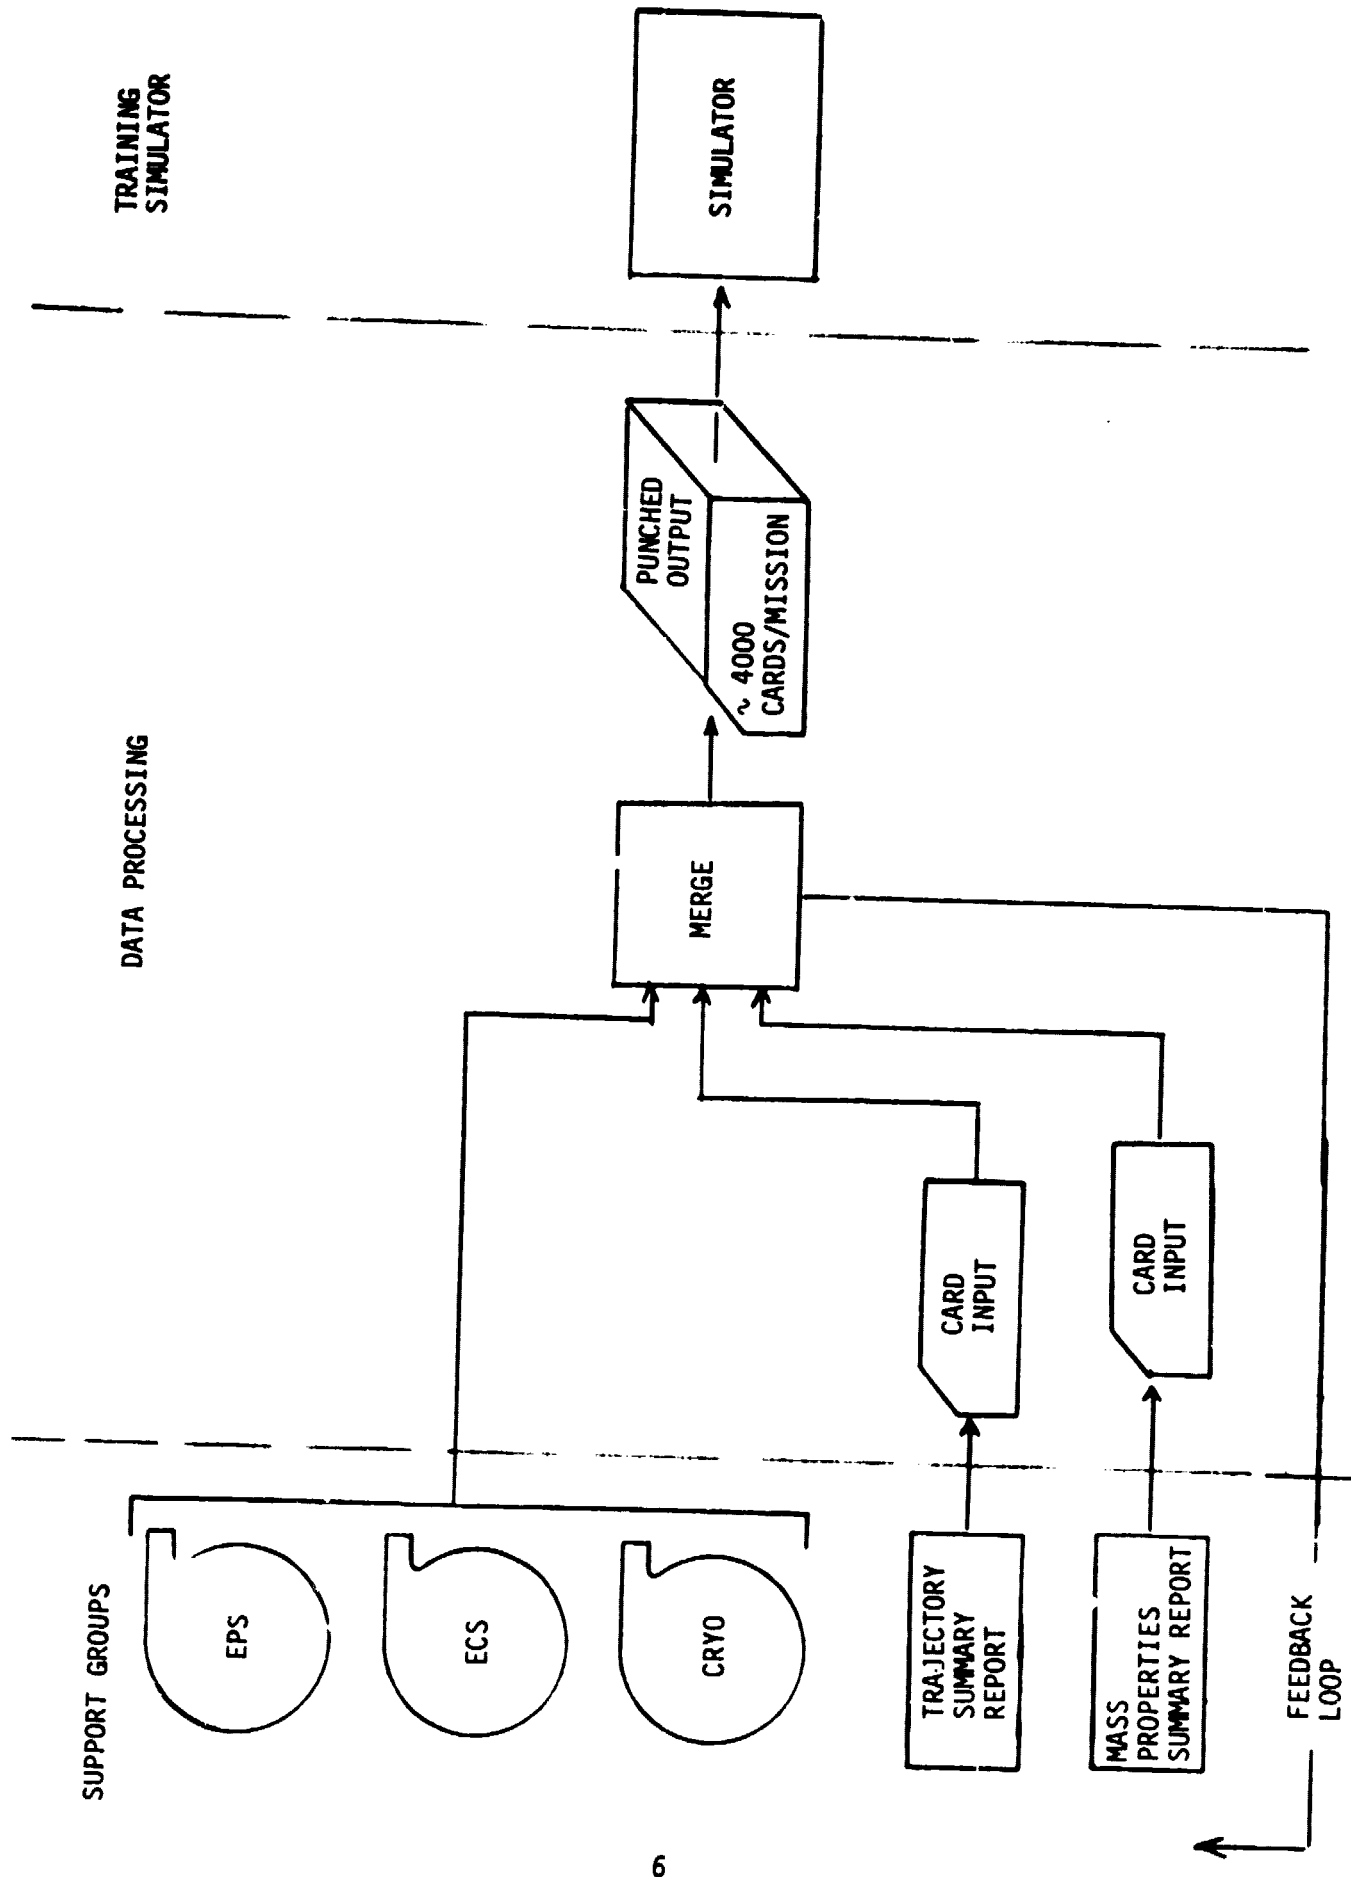 SUPPORT GROUPS
DATA PROCESSING
TRAINING
SIMULATOR
EPS
ECS
CRYO
TRAJECTORY
SUMMARY
REPORT
CARD
INPUT
MASS
PROPERTIES
SUMMARY REPORT
CARD
INPUT
MERGE
PUNCHED
OUTPUT
~ 4000
CARDS/MISSION
SIMULATOR
FEEDBACK
LOOP
6